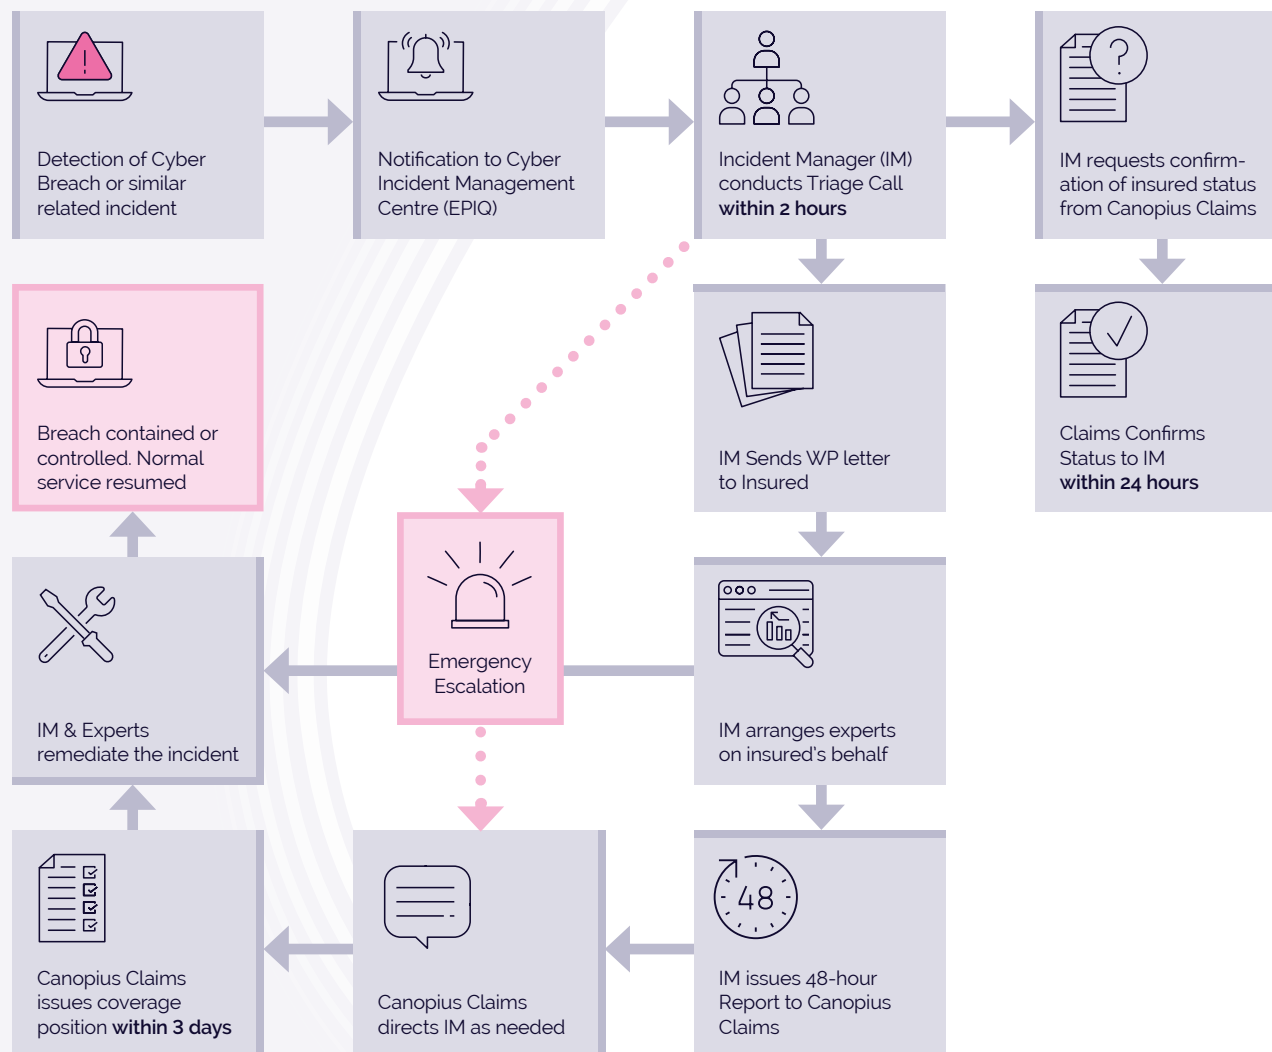 Detection of Cyber
Breach or similar
related incident
Notification to Cyber
Incident Management
Centre (EPIQ)
Incident Manager (IM)
conducts Triage Call
within 2 hours
IM requests confirm-
ation of insured status
from Canopius Claims
Breach contained or
controlled. Normal
service resumed
IM Sends WP letter
to Insured
Claims Confirms
Status to IM
within 24 hours
Emergency
Escalation
IM & Experts
remediate the incident
IM arranges experts
on insured’s behalf
Canopius Claims
issues coverage
position within 3 days
Canopius Claims
directs IM as needed
48
IM issues 48-hour
Report to Canopius
Claims